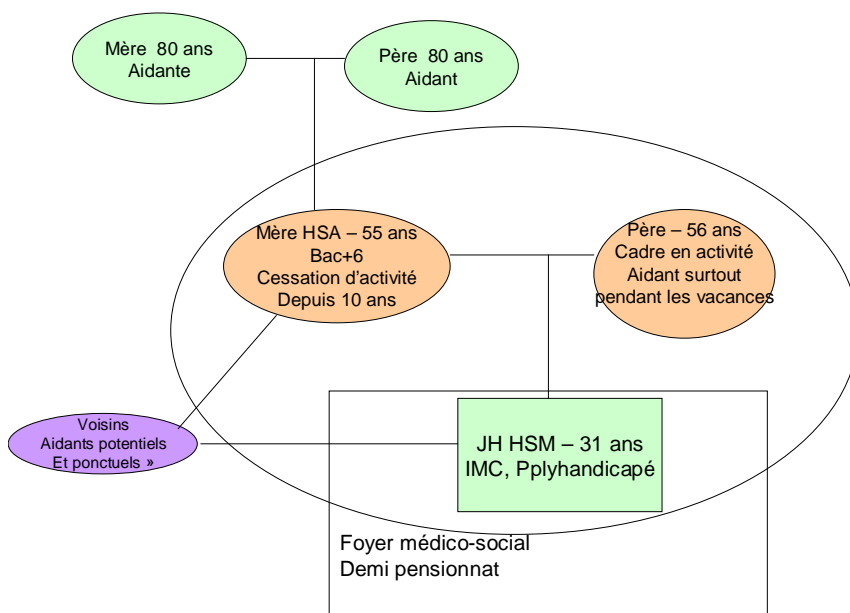 Mère 80 ans
Aidante
Père 80 ans
Aidant
Mère HSA – 55 ans
Bac+6
Cessation d'activité
Depuis 10 ans
Père – 56 ans
Cadre en activité
Aidant surtout
pendant les vacances
Voisins
Aidants potentiels
Et ponctuels »
JH HSM – 31 ans
IMC, Pplyhandicapé
Foyer médico-social
Demi pensionnat